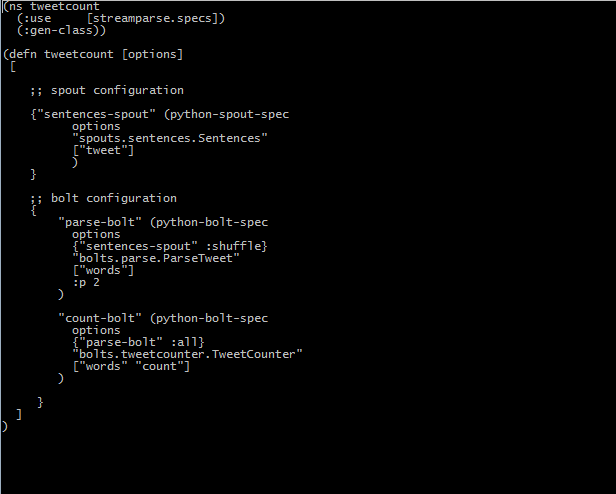 (ns tweetcount
  (:use     [streamparse.specs])
  (:gen-class))

(defn tweetcount [options]
 [

    ;; spout configuration

    {"sentences-spout" (python-spout-spec
          options
          "spouts.sentences.Sentences"
          ["tweet"]
          )
    }

    ;; bolt configuration
    {
        "parse-bolt" (python-bolt-spec
          options
          {"sentences-spout" :shuffle}
          "bolts.parse.ParseTweet"
          ["words"]
          :p 2
        )

        "count-bolt" (python-bolt-spec
          options
          {"parse-bolt" :all}
          "bolts.tweetcounter.TweetCounter"
          ["words" "count"]
        )

     }
  ]
)